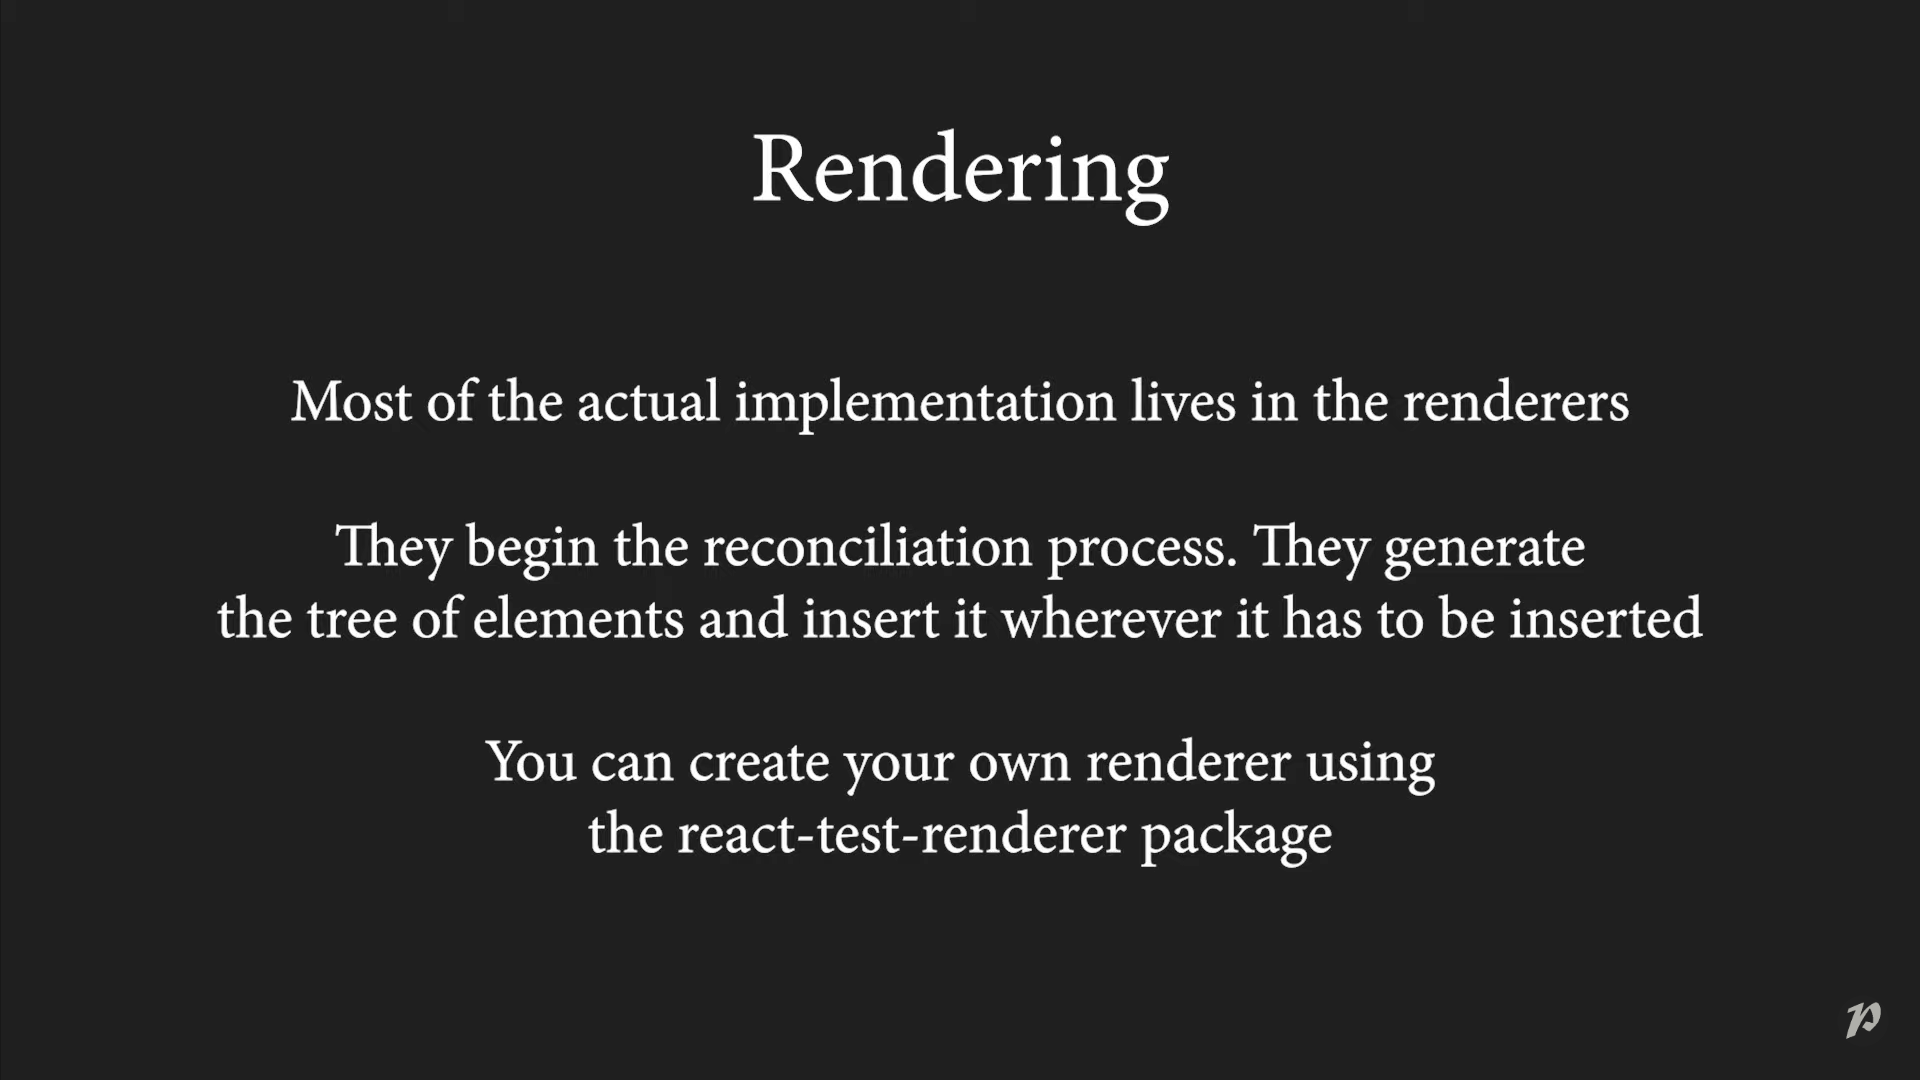 Rendering
Most of the actual implementation lives in the renderers
They begin the reconciliation process. They generate
the tree of elements and insert it wherever it has to be inserted
You can create your own renderer using
the react-test-renderer package